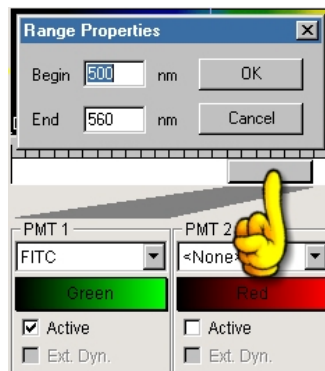 Range Properties
Begin 500 nm OK
End 560 nm Cancel
PMT 1 PMT 2
FITC <None>
Green Red
Active Active
Ext. Dyn. Ext. Dyn.